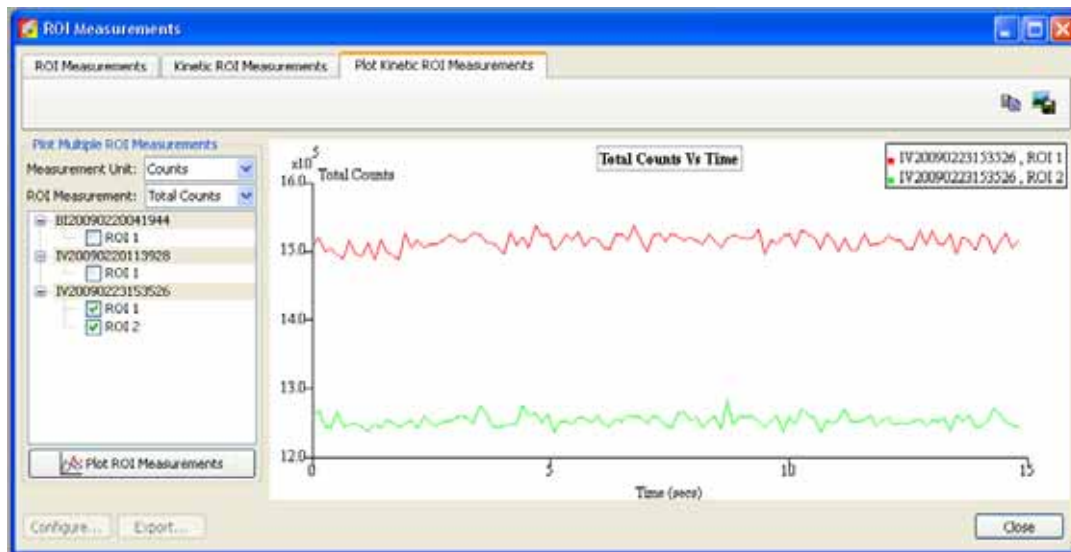 ROI Measurements
ROI Measurements Kinetic ROI Measurements Plot Kinetic ROI Measurements
Plot Multiple ROI Measurements
Measurement Unit: Counts
ROI Measurement: Total Counts
BI20090220041944
ROI 1
IV20090220113928
ROI 1
IV20090223153526
ROI 1
ROI 2
Plot ROI Measurements
Configure... Export...
x10^5
Total Counts
Total Counts Vs Time
IV20090223153526 , ROI 1
IV20090223153526 , ROI 2
16.0
15.0
14.0
13.0
12.0
0 5 10 15
Time (secs)
Close